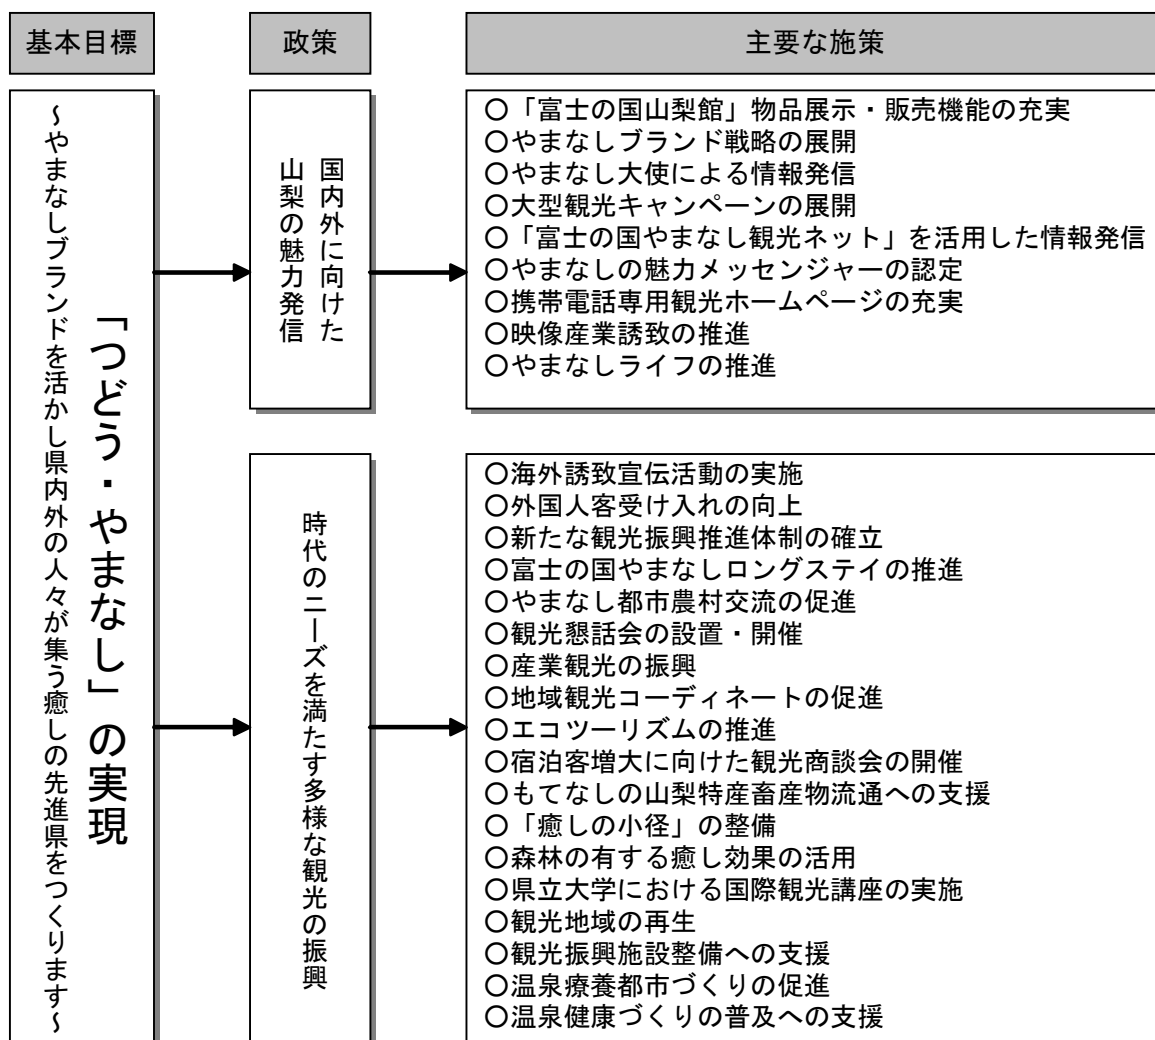 基本目標
政策
主要な施策
「つどう・やまなし」の実現
～やまなしブランドを活かし県内外の人々が集う癒しの先進県をつくります～
国内外に向けた
山梨の魅力発信
○「富士の国山梨館」物品展示・販売機能の充実
○やまなしブランド戦略の展開
○やまなし大使による情報発信
○大型観光キャンペーンの展開
○「富士の国やまなし観光ネット」を活用した情報発信
○やまなしの魅力メッセンジャーの認定
○携帯電話専用観光ホームページの充実
○映像産業誘致の推進
○やまなしライフの推進
時代のニーズを満たす多様な観光の振興
○海外誘致宣伝活動の実施
○外国人客受け入れの向上
○新たな観光振興推進体制の確立
○富士の国やまなしロングステイの推進
○やまなし都市農村交流の促進
○観光懇話会の設置・開催
○産業観光の振興
○地域観光コーディネートの促進
○エコツーリズムの推進
○宿泊客増大に向けた観光商談会の開催
○もてなしの山梨特産畜産物流通への支援
○「癒しの小径」の整備
○森林の有する癒し効果の活用
○県立大学における国際観光講座の実施
○観光地域の再生
○観光振興施設整備への支援
○温泉療養都市づくりの促進
○温泉健康づくりの普及への支援